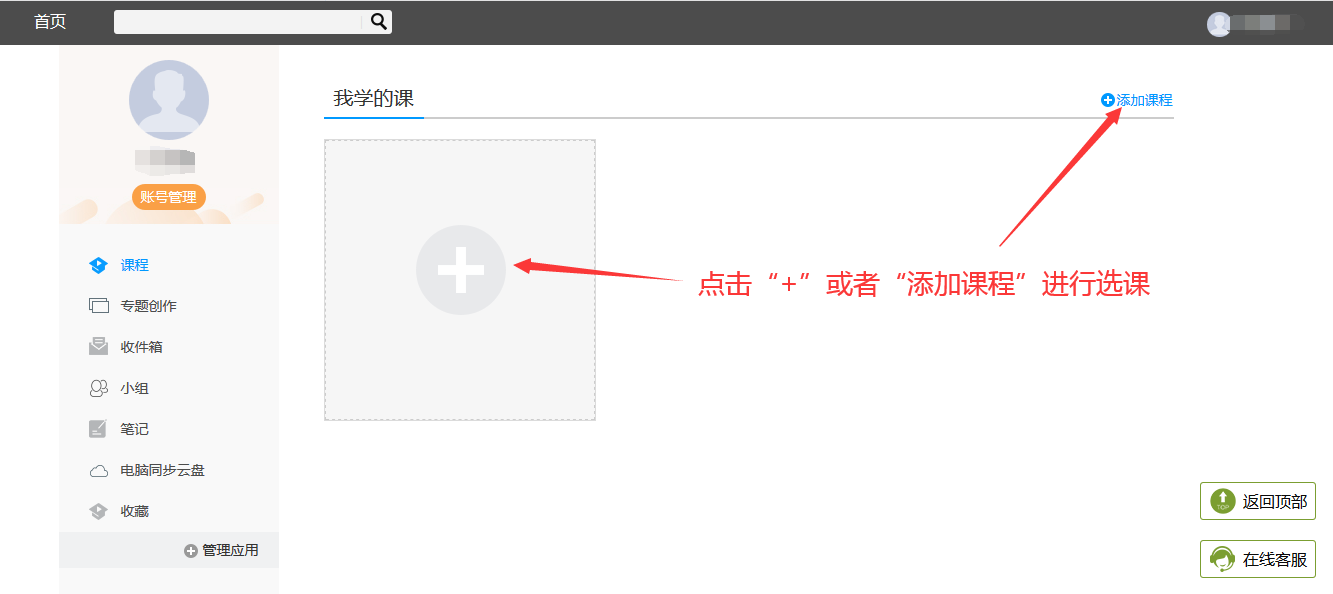 首页
我学的课
添加课程
账号管理
课程
点击“+”或者“添加课程”进行选课
专题创作
收件箱
小组
笔记
电脑同步云盘
收藏
TOP 返回顶部
管理应用
在线客服